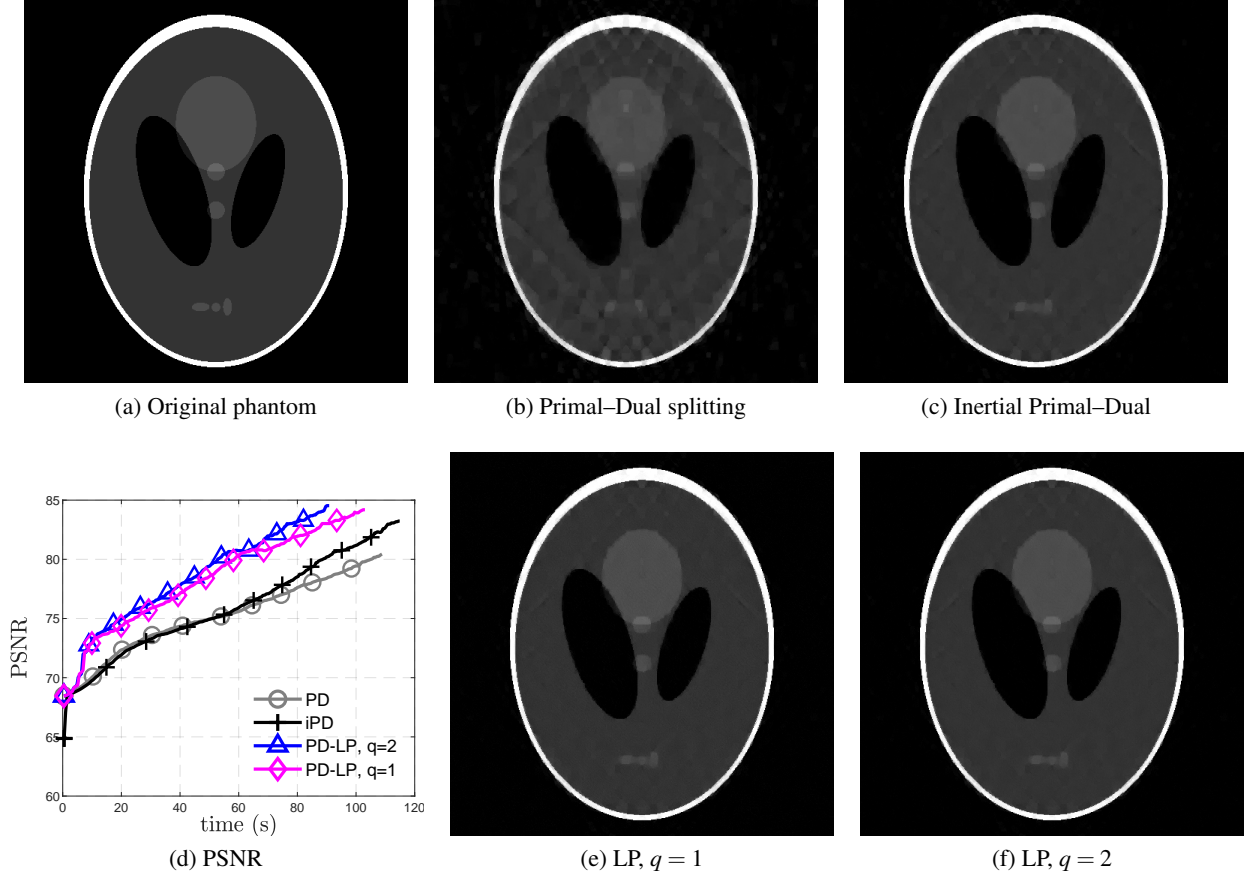 (a) Original phantom
(b) Primal–Dual splitting
(c) Inertial Primal–Dual
85
80
75
70
65
60
PSNR
0 20 40 60 80 100 120
time (s)
PD
iPD
PD-LP, q=2
PD-LP, q=1
(d) PSNR
(e) LP, q = 1
(f) LP, q = 2